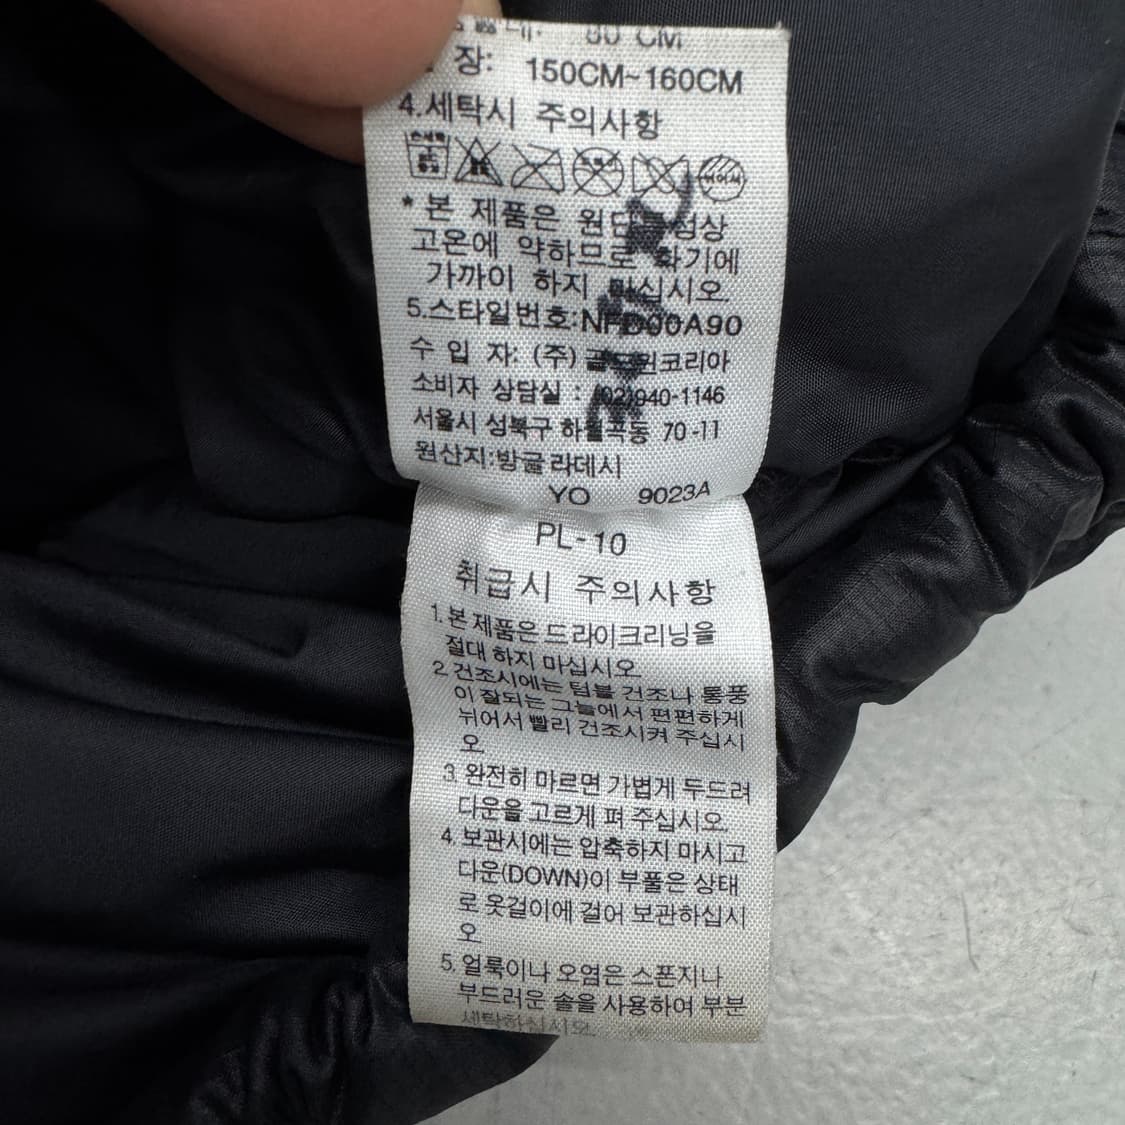 80 CM
장: 150CM~160CM
4.세탁시 주의사항
손세탁
* 본 제품은 원단특성상
고온에 약하므로 화기에
가까이 하지 마십시오
5.스타일번호:NFD00A90
수 입 자: (주) 골드윈코리아
소비자 상담실 : (02)940-1146
서울시 성북구 하월곡동 70-11
원산지:방글라데시
YO 9023A
PL-10
취급시 주의사항
1. 본 제품은 드라이크리닝을
절대 하지 마십시오
2. 건조시에는 텀블 건조나 통풍
이 잘되는 그늘에서 편편하게
뉘어서 빨리 건조시켜 주십시
오
3. 완전히 마르면 가볍게 두드려
다운을 고르게 펴 주십시오
4. 보관시에는 압축하지 마시고
다운(DOWN)이 부풀은 상태
로 옷걸이에 걸어 보관하십시
오
5. 얼룩이나 오염은 스폰지나
부드러운 솔을 사용하여 부분
세탁하십시오.